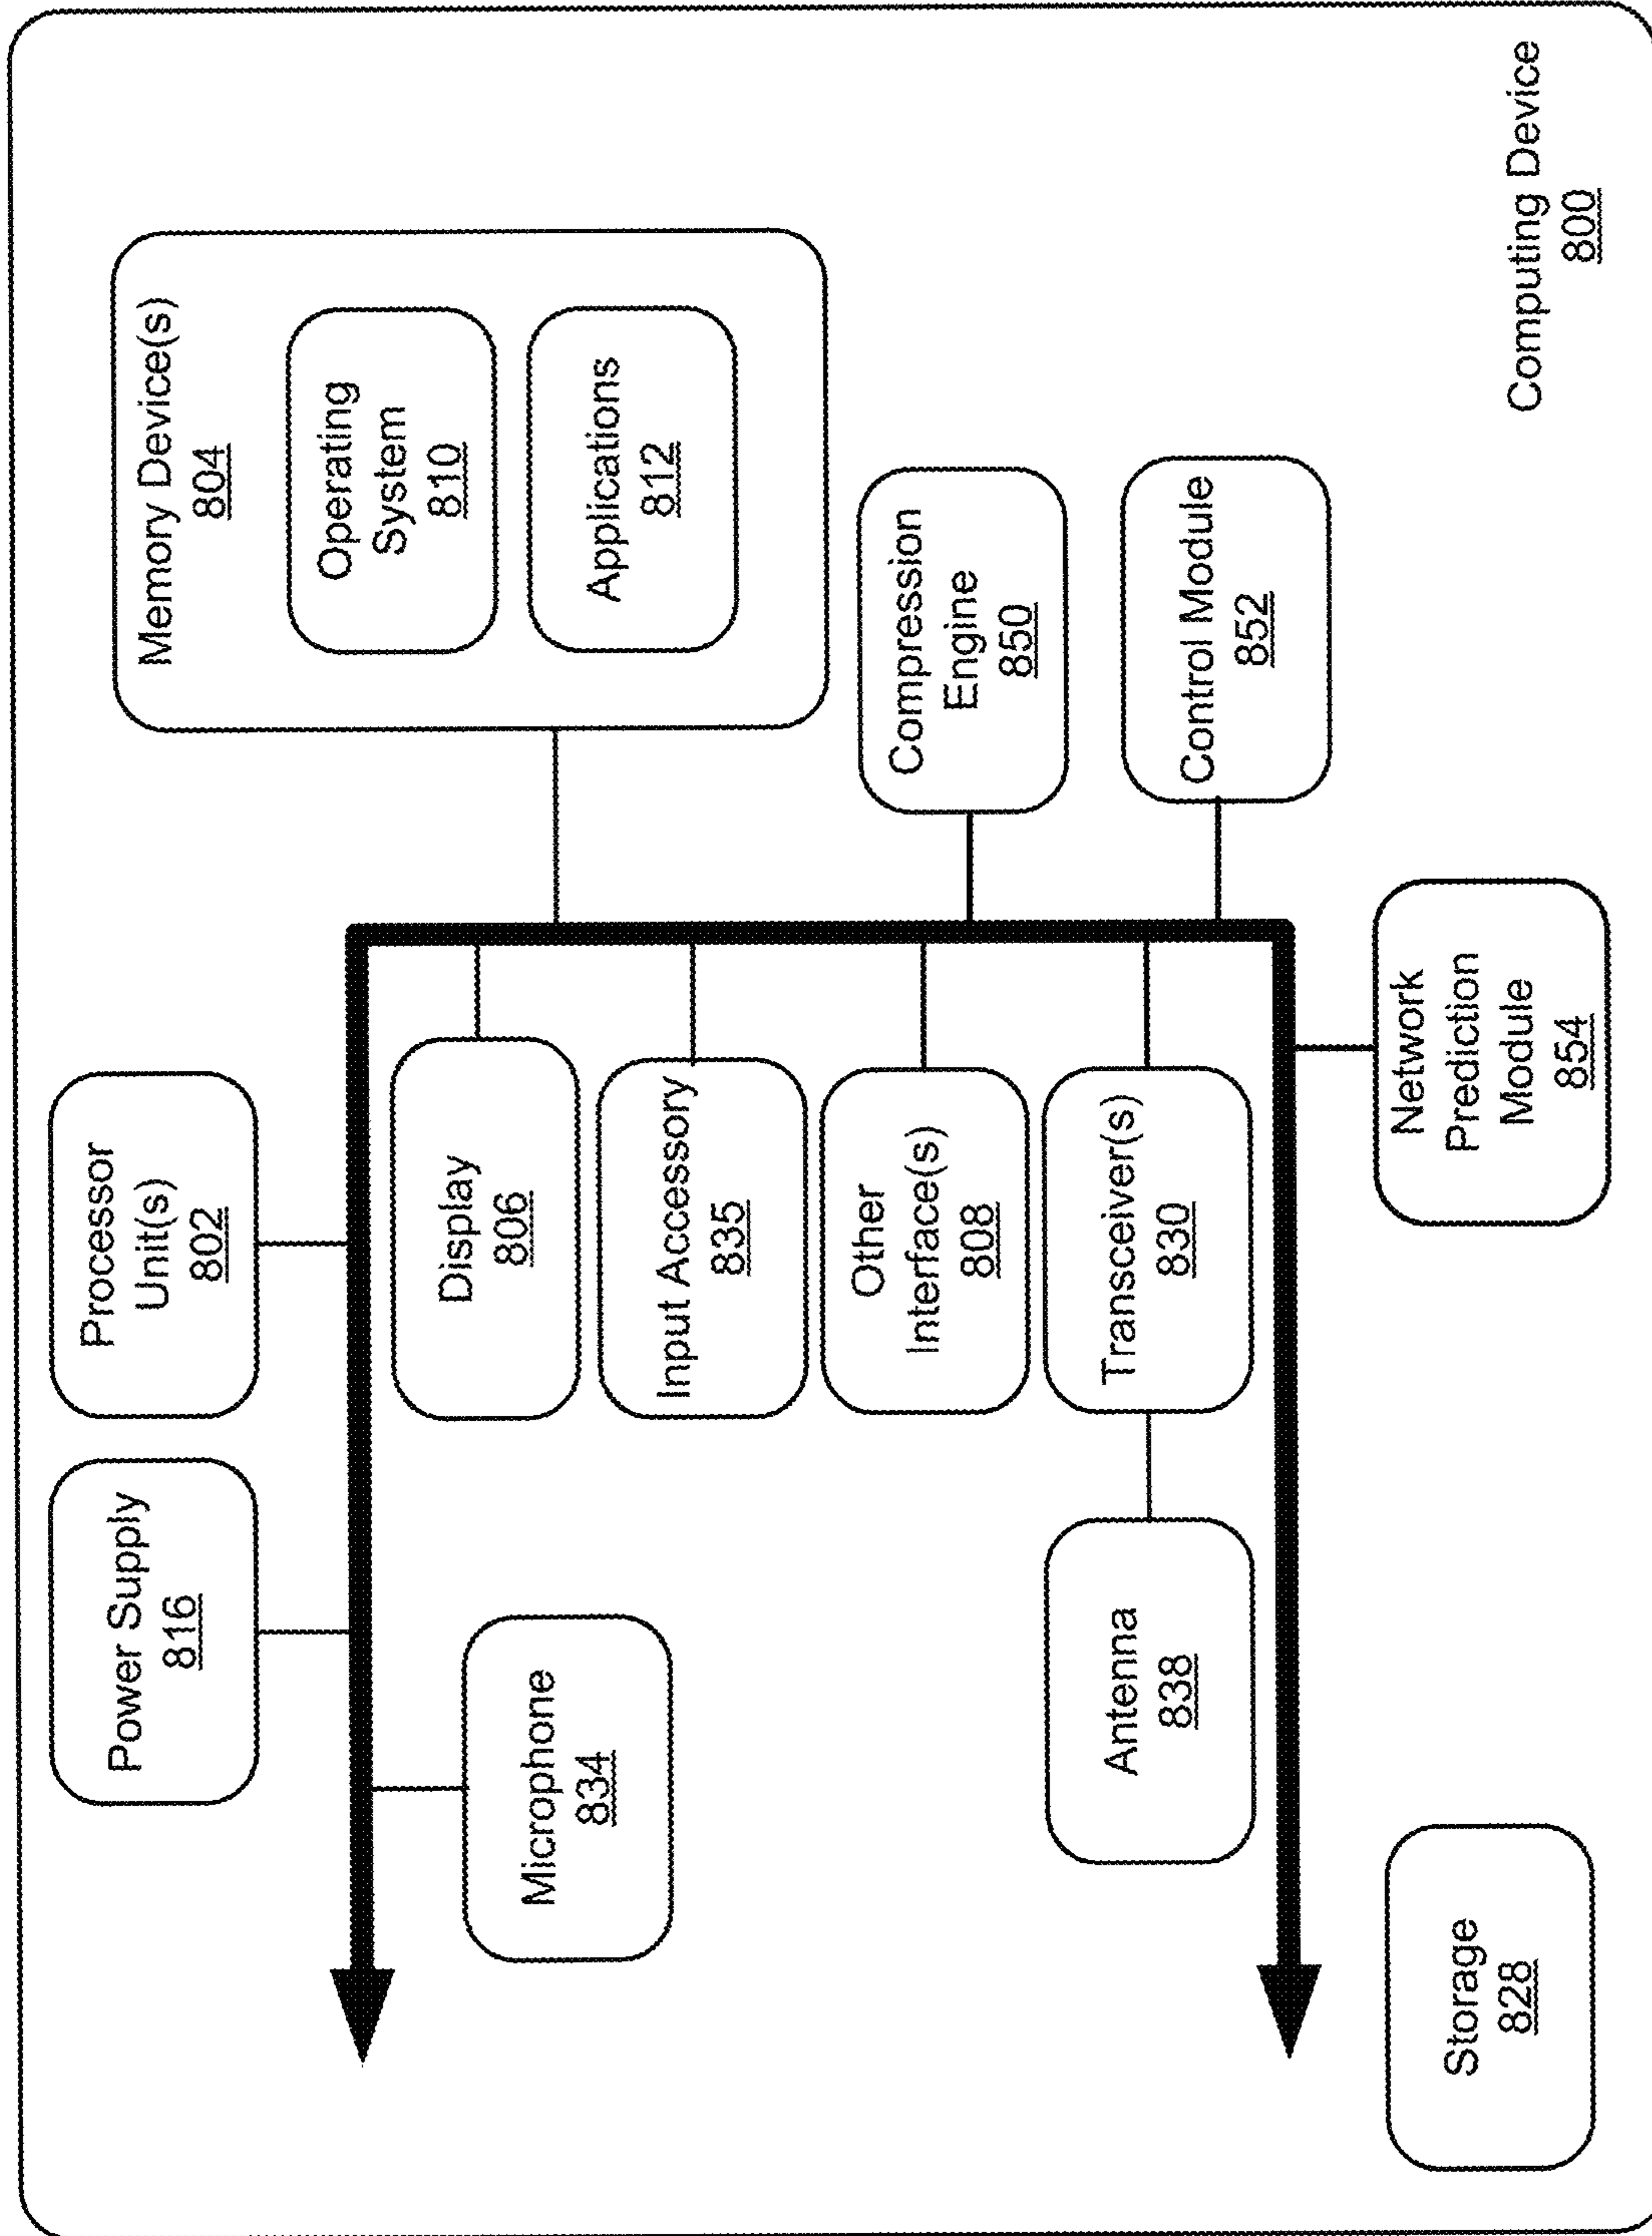 Power Supply
816
Processor
Unit(s)
802
Memory Device(s)
804
Operating
System
810
Applications
812
Microphone
834
Display
806
Input Accessory
835
Other
Interface(s)
808
Transceiver(s)
830
Antenna
838
Compression
Engine
850
Control Module
852
Network
Prediction
Module
854
Storage
828
Computing Device
800